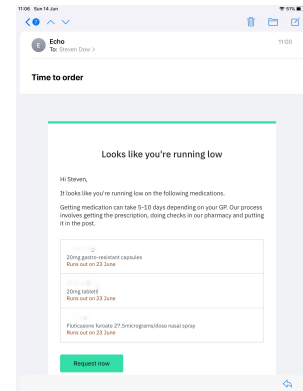 11:06 Sun 14 Jun
51%
7
E
Echo
To: Steven Dow >
11:00
Time to order
Looks like you're running low
Hi Steven,
It looks like you're running low on the following medications.
Getting medication can take 5-10 days depending on your GP. Our process
involves getting the prescription, doing checks in our pharmacy and putting
it in the post.
20mg gastro-resistant capsules
Runs out on 23 June
20mg tablets
Runs out on 23 June
Fluticasone furoate 27.5micrograms/dose nasal spray
Runs out on 23 June
Request now